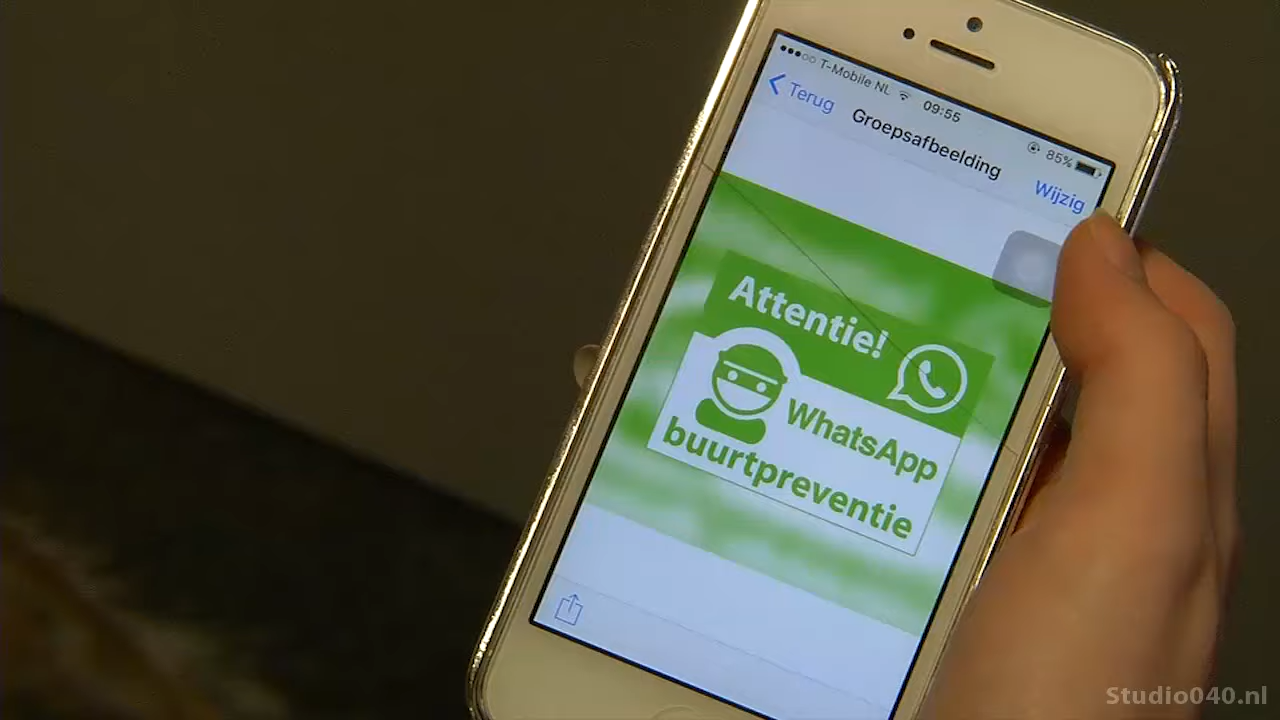 T-Mobile NL 09:55 85%
Terug Groepsafbeelding Wijzig
Attentie!
WhatsApp
buurtpreventie
Studio040.nl